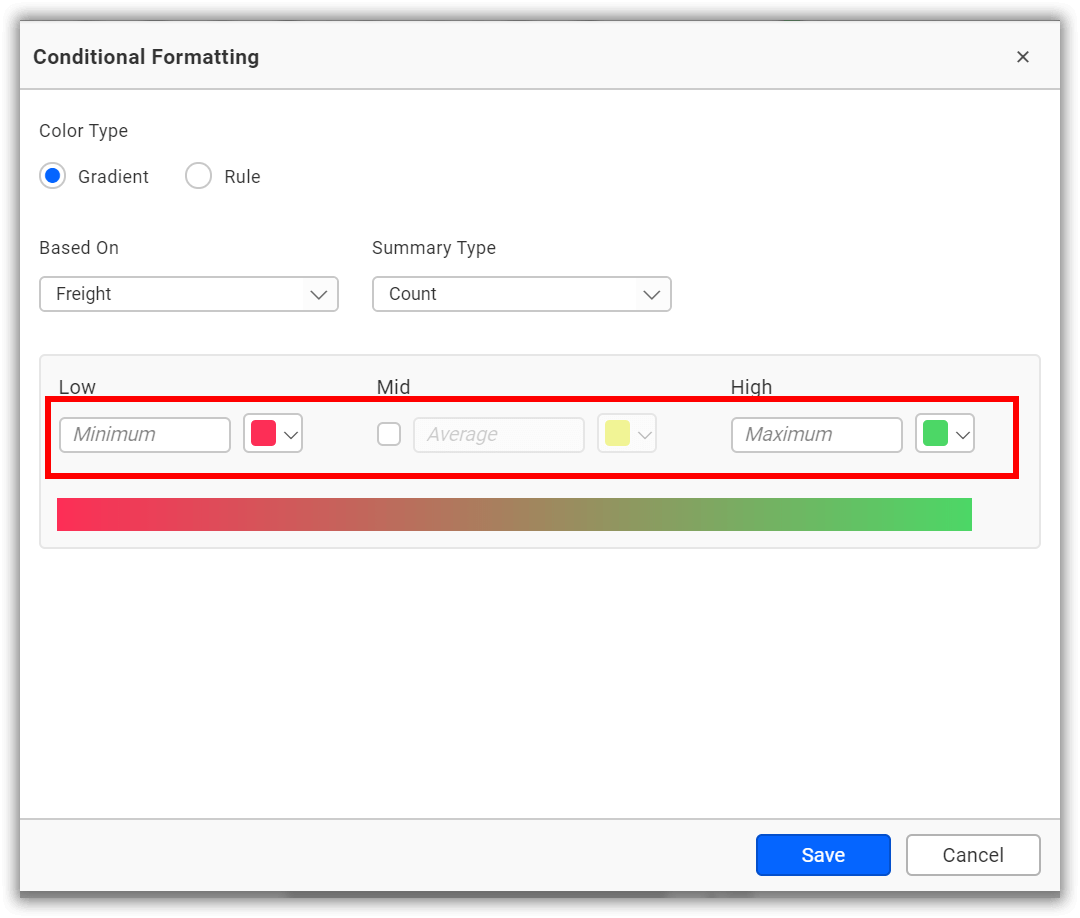 Conditional Formatting
Color Type
Gradient Rule
Based On Summary Type
Freight Count
Low Mid High
Minimum Average Maximum
Save Cancel